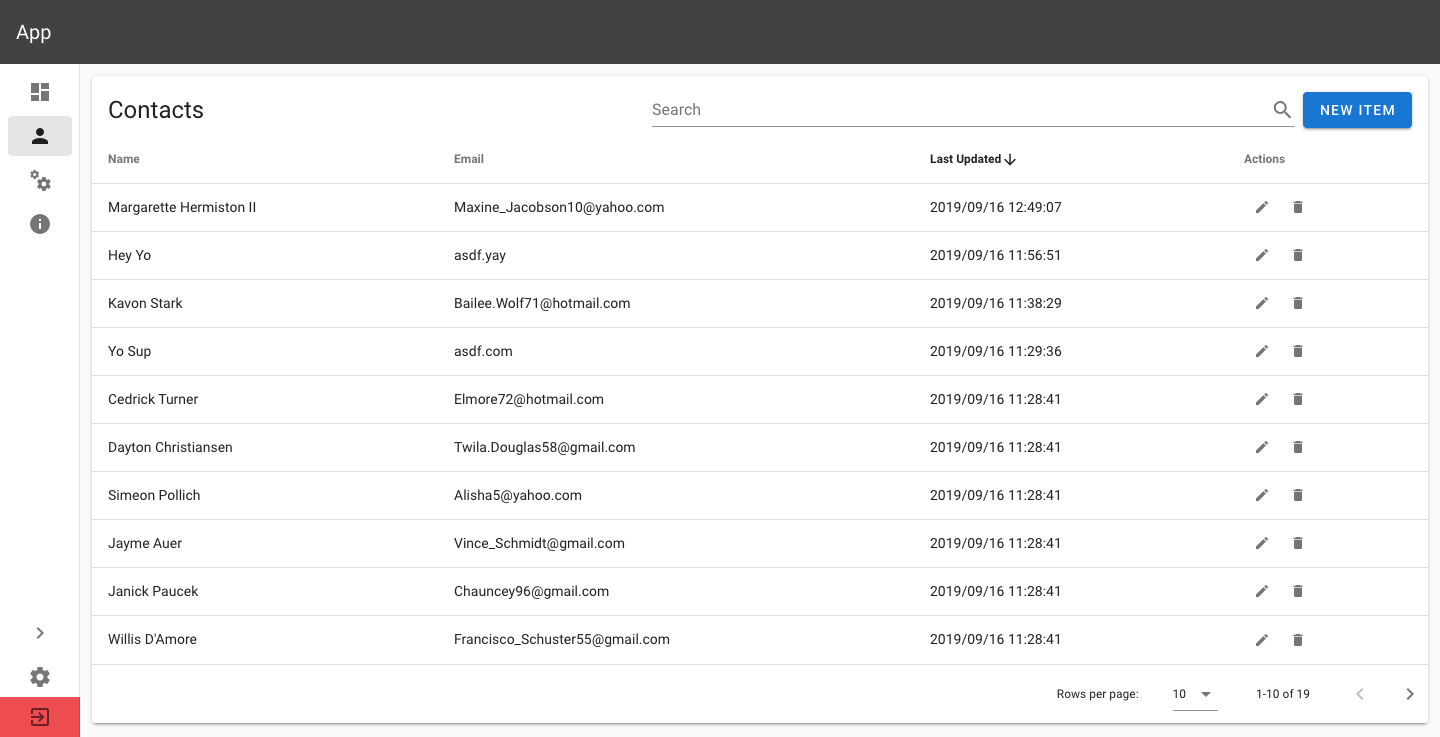 App
Contacts
Search
NEW ITEM
Name Email Last Updated Actions
Margarette Hermiston II Maxine_Jacobson10@yahoo.com 2019/09/16 12:49:07
Hey Yo asdf.yay 2019/09/16 11:56:51
Kavon Stark Bailee.Wolf71@hotmail.com 2019/09/16 11:38:29
Yo Sup asdf.com 2019/09/16 11:29:36
Cedrick Turner Elmore72@hotmail.com 2019/09/16 11:28:41
Dayton Christiansen Twila.Douglas58@gmail.com 2019/09/16 11:28:41
Simeon Pollich Alisha5@yahoo.com 2019/09/16 11:28:41
Jayme Auer Vince_Schmidt@gmail.com 2019/09/16 11:28:41
Janick Paucek Chauncey96@gmail.com 2019/09/16 11:28:41
Willis D'Amore Francisco_Schuster55@gmail.com 2019/09/16 11:28:41
Rows per page: 10 1-10 of 19